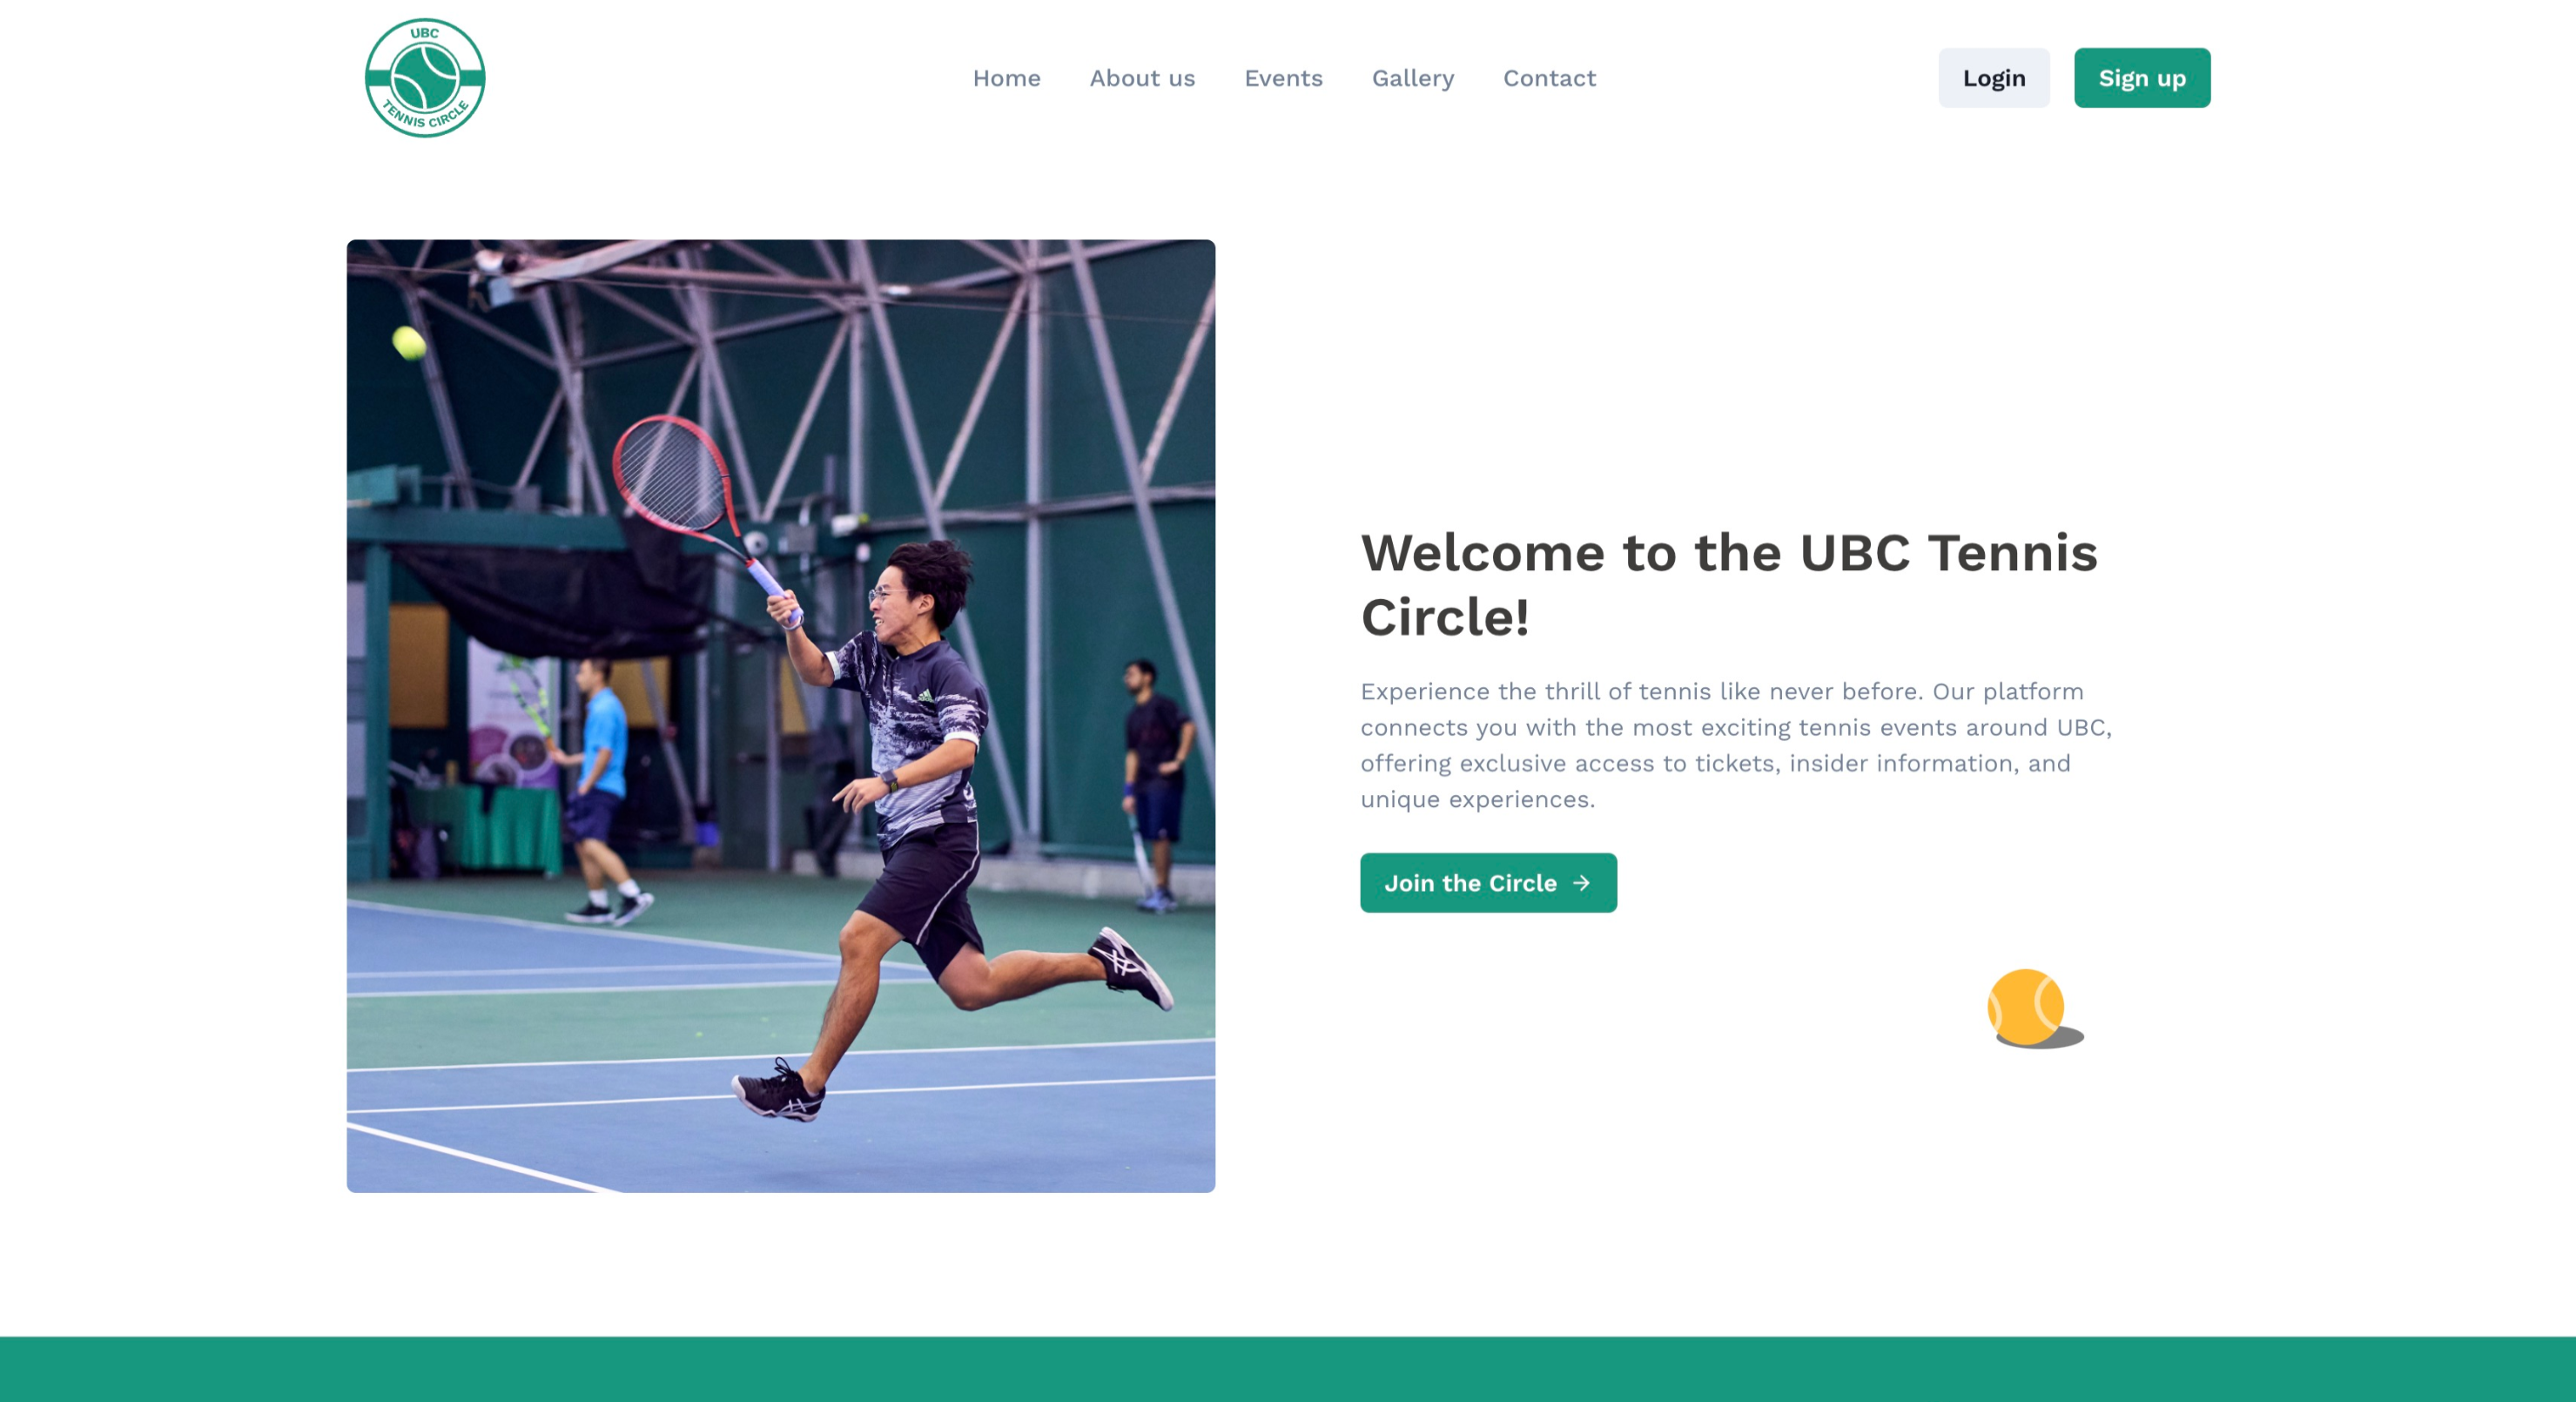 UBC
TENNIS CIRCLE
Home
About us
Events
Gallery
Contact
Login
Sign up
Welcome to the UBC Tennis
Circle!
Experience the thrill of tennis like never before. Our platform
connects you with the most exciting tennis events around UBC,
offering exclusive access to tickets, insider information, and
unique experiences.
Join the Circle